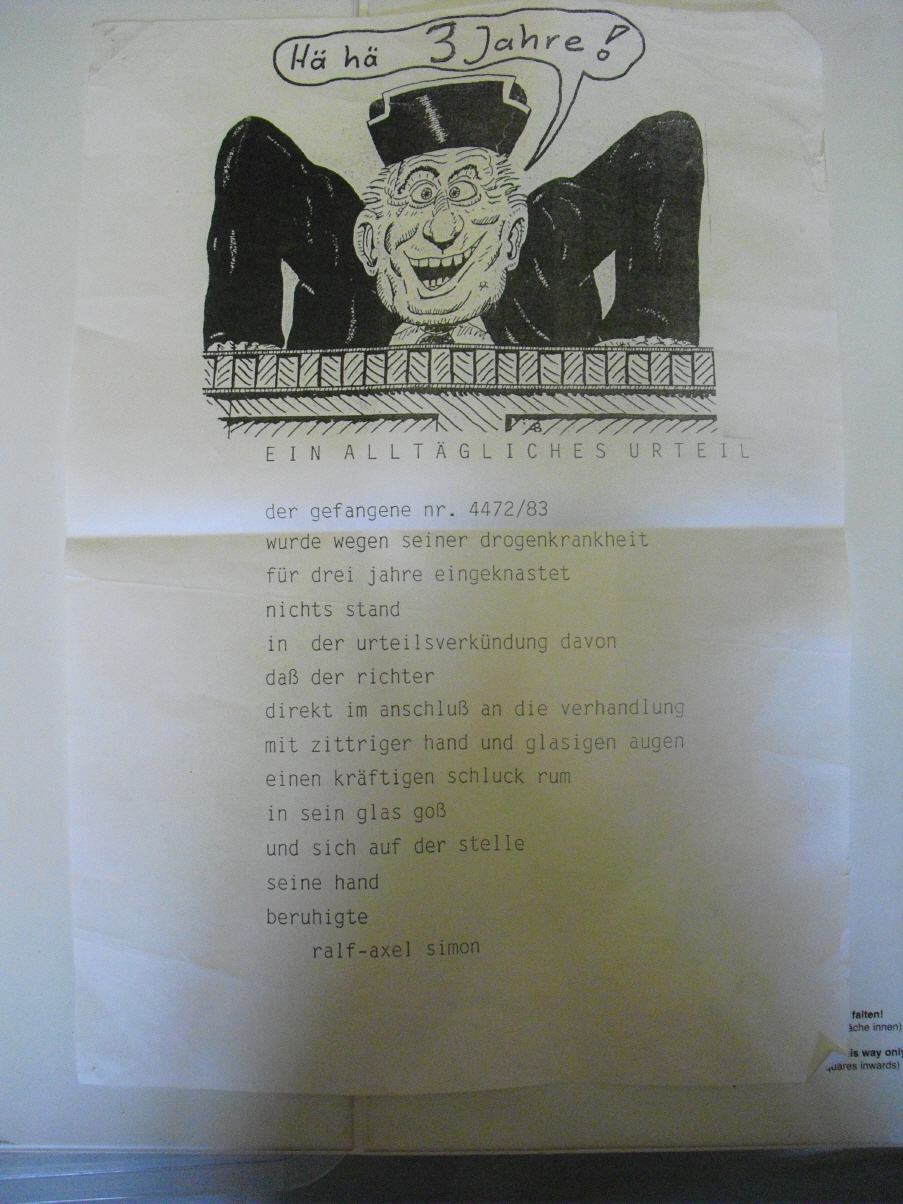 Hä hä 3 Jahre!
EIN ALLTÄGLICHES URTEIL
der gefangene nr. 4472/83
wurde wegen seiner drogenkrankheit
für drei jahre eingeknastet
nichts stand
in der urteilsverkündung davon
daß der richter
direkt im anschluß an die verhandlung
mit zittriger hand und glasigen augen
einen kräftigen schluck rum
in sein glas goß
und sich auf der stelle
seine hand
beruhigte
ralf-axel simon
falten!
innen)
way only
inwards)